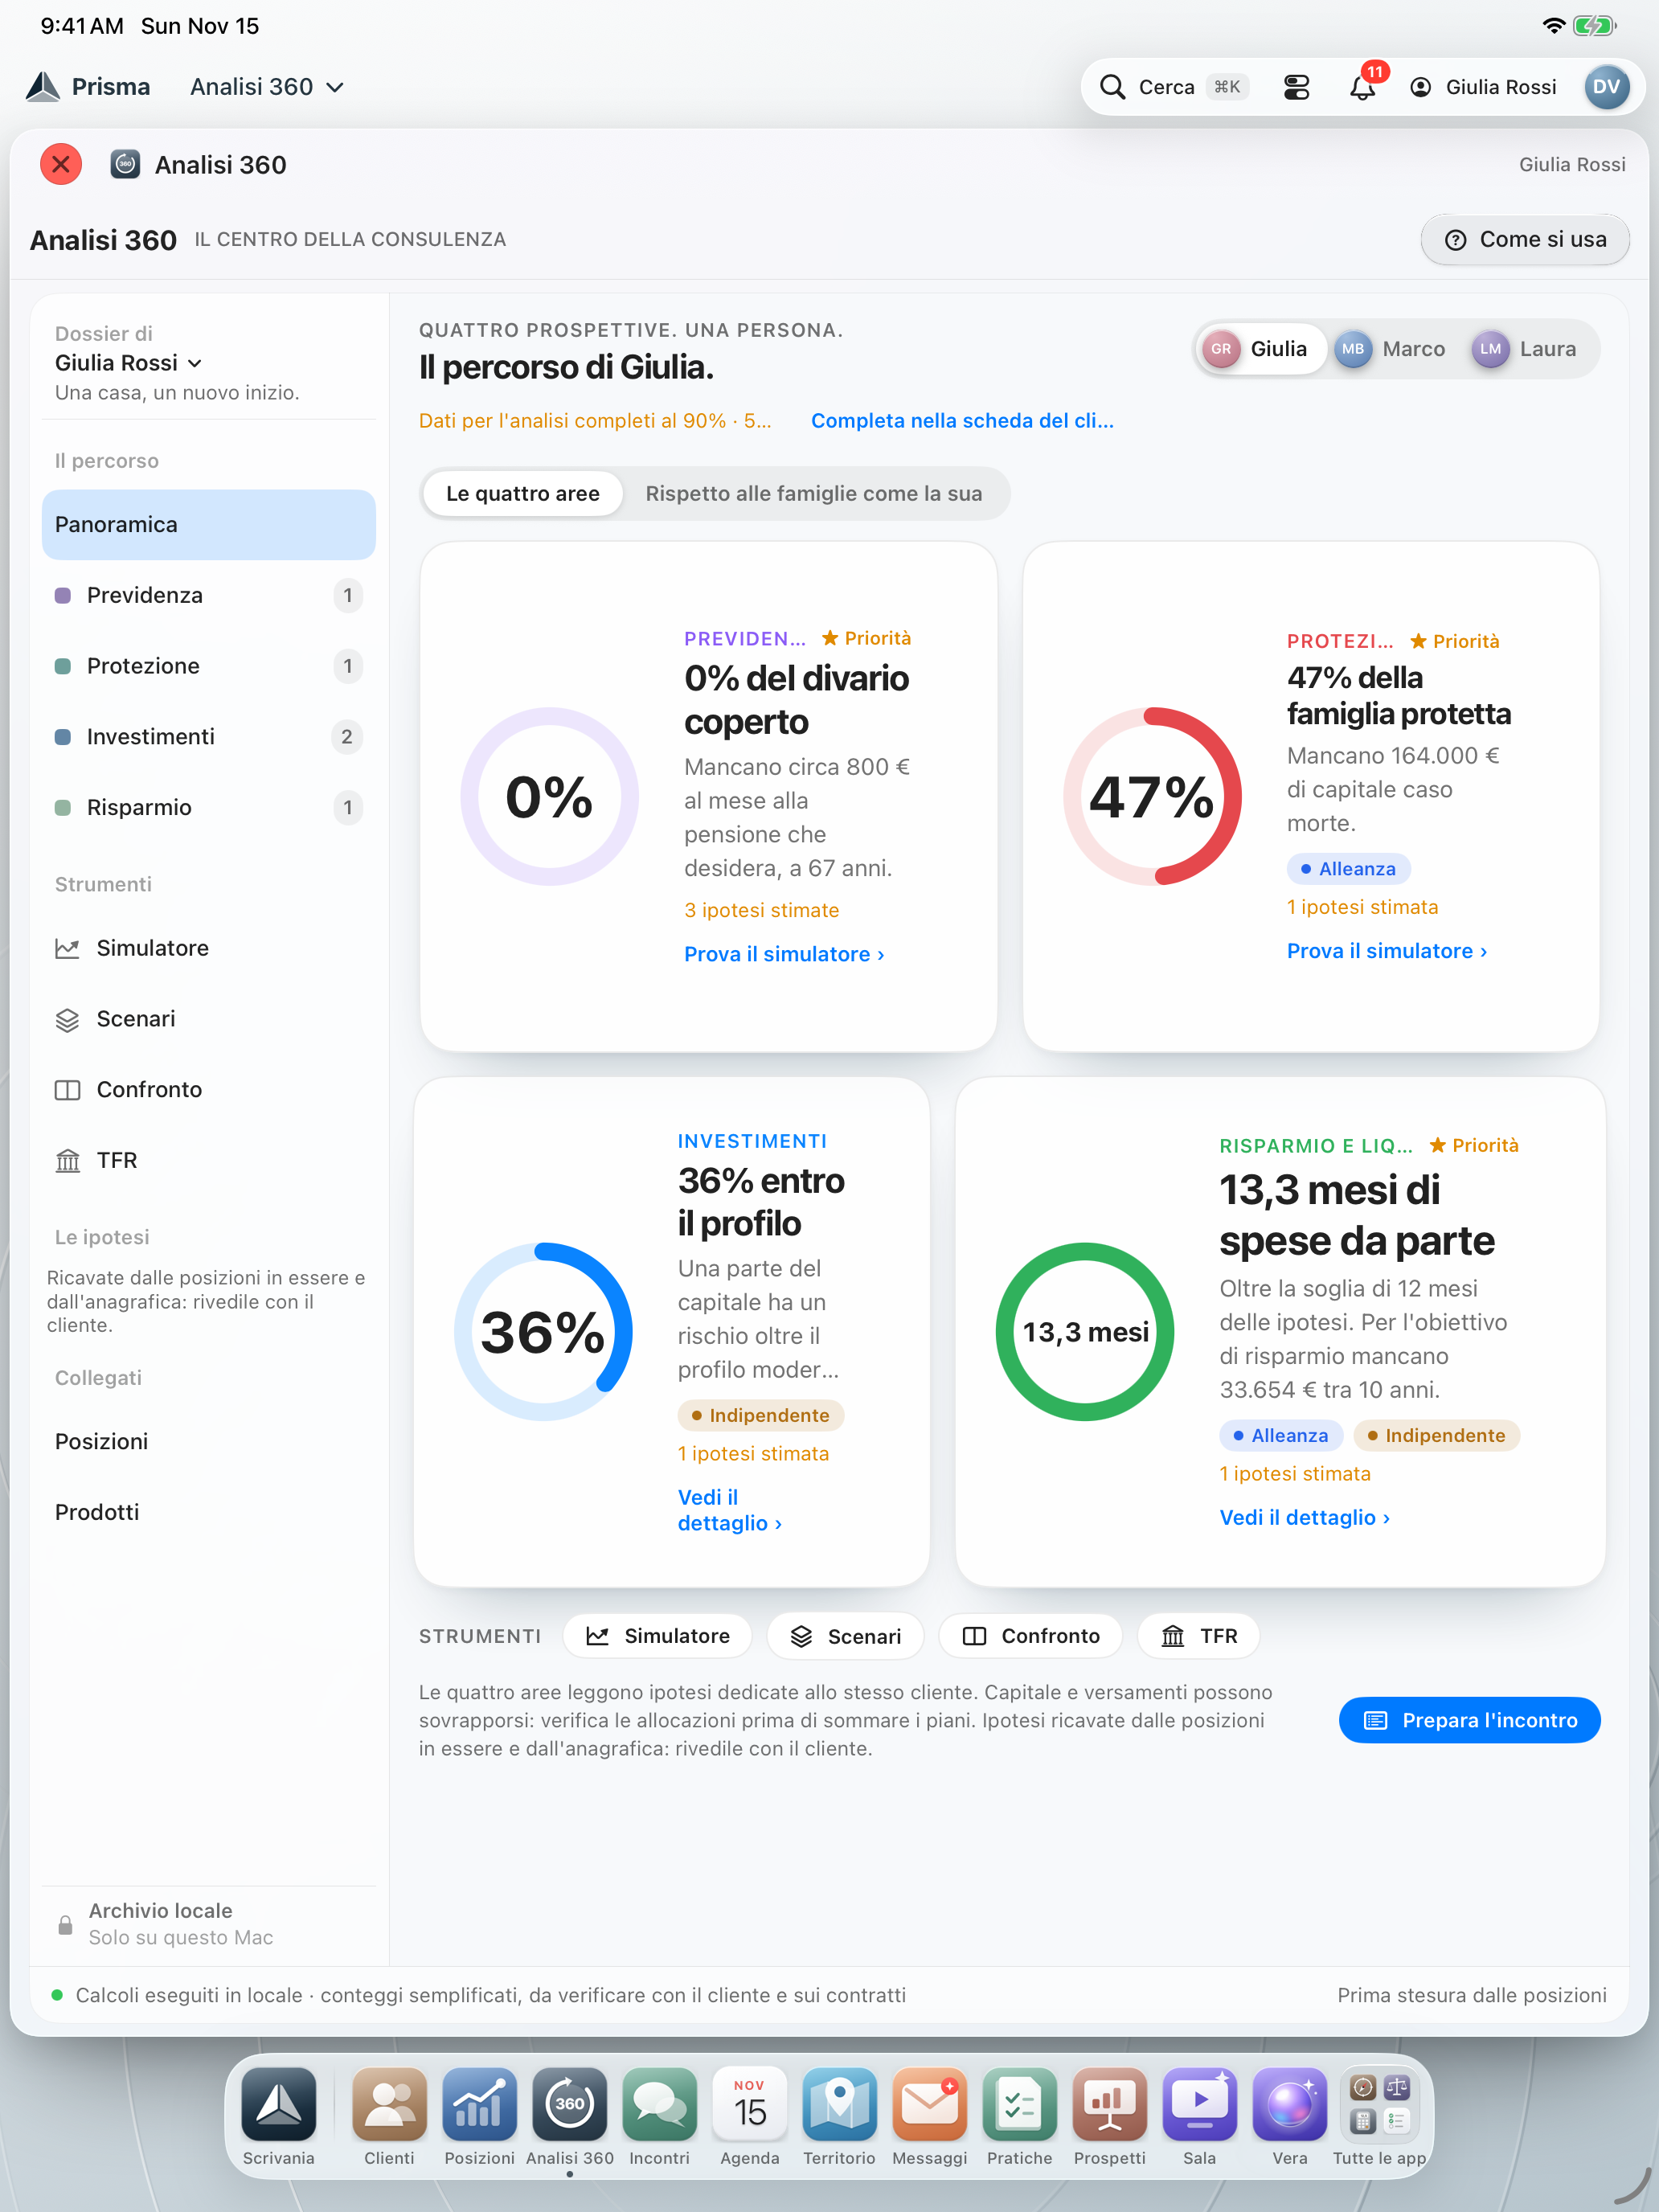 9:41 AM Sun Nov 15
Prisma Analisi 360
Cerca ⌘K 11 Giulia Rossi DV
360 Analisi 360 Giulia Rossi
Analisi 360 IL CENTRO DELLA CONSULENZA Come si usa
Dossier di
Giulia Rossi
Una casa, un nuovo inizio.
Il percorso
Panoramica
Previdenza 1
Protezione 1
Investimenti 2
Risparmio 1
Strumenti
Simulatore
Scenari
Confronto
TFR
Le ipotesi
Ricavate dalle posizioni in essere e
dall'anagrafica: rivedile con il
cliente.
Collegati
Posizioni
Prodotti
Archivio locale
Solo su questo Mac
QUATTRO PROSPETTIVE. UNA PERSONA.
Il percorso di Giulia.
GR Giulia MB Marco LM Laura
Dati per l'analisi completi al 90% · 5... Completa nella scheda del cli...
Le quattro aree Rispetto alle famiglie come la sua
0%
PREVIDEN... ★ Priorità
0% del divario
coperto
Mancano circa 800 €
al mese alla
pensione che
desidera, a 67 anni.
3 ipotesi stimate
Prova il simulatore ›
47%
PROTEZI... ★ Priorità
47% della
famiglia protetta
Mancano 164.000 €
di capitale caso
morte.
Alleanza
1 ipotesi stimata
Prova il simulatore ›
36%
INVESTIMENTI
36% entro
il profilo
Una parte del
capitale ha un
rischio oltre il
profilo moder...
Indipendente
1 ipotesi stimata
Vedi il
dettaglio ›
13,3 mesi
RISPARMIO E LIQ... ★ Priorità
13,3 mesi di
spese da parte
Oltre la soglia di 12 mesi
delle ipotesi. Per l'obiettivo
di risparmio mancano
33.654 € tra 10 anni.
Alleanza Indipendente
1 ipotesi stimata
Vedi il dettaglio ›
STRUMENTI Simulatore Scenari Confronto TFR
Le quattro aree leggono ipotesi dedicate allo stesso cliente. Capitale e versamenti possono
sovrapporsi: verifica le allocazioni prima di sommare i piani. Ipotesi ricavate dalle posizioni
in essere e dall'anagrafica: rivedile con il cliente.
Prepara l'incontro
Calcoli eseguiti in locale · conteggi semplificati, da verificare con il cliente e sui contratti Prima stesura dalle posizioni
360
NOV
15
Scrivania Clienti Posizioni Analisi 360 Incontri Agenda Territorio Messaggi Pratiche Prospetti Sala Vera Tutte le app